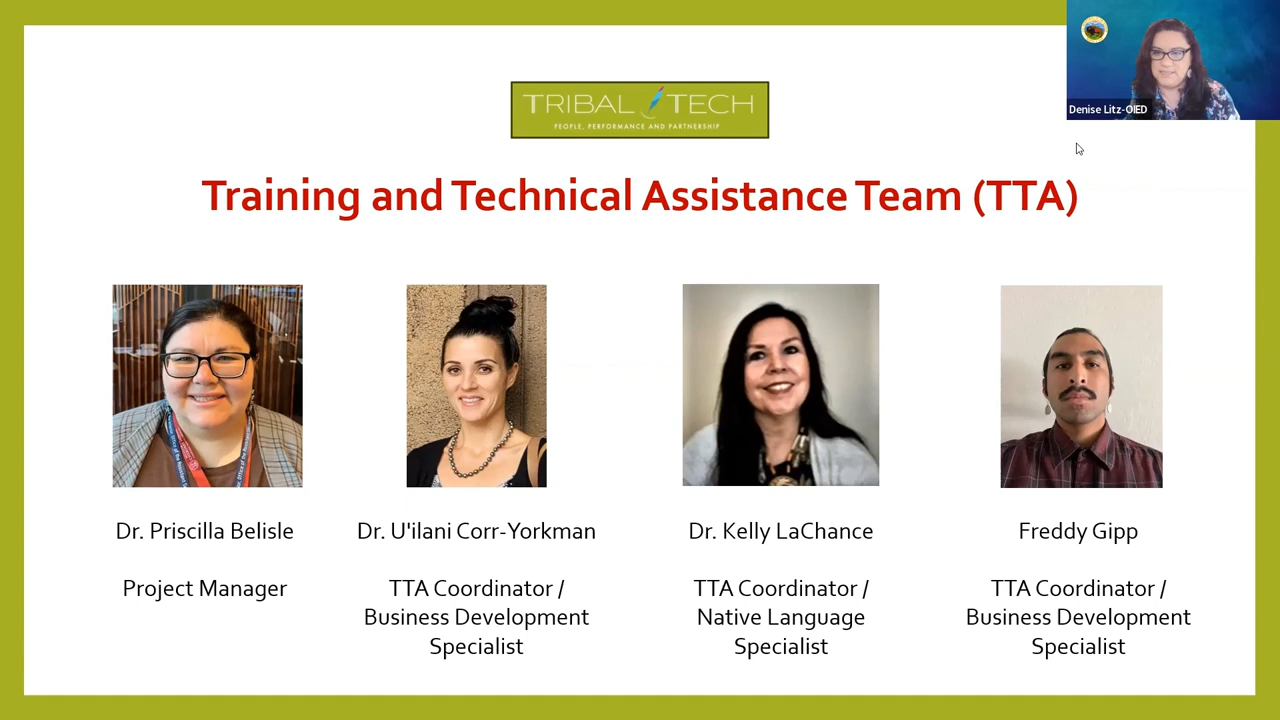 Denise Litz-OIED
TRIBAL TECH
PEOPLE, PERFORMANCE AND PARTNERSHIP
Training and Technical Assistance Team (TTA)
Dr. Priscilla Belisle
Project Manager
Dr. U'ilani Corr-Yorkman
TTA Coordinator /
Business Development
Specialist
Dr. Kelly LaChance
TTA Coordinator /
Native Language
Specialist
Freddy Gipp
TTA Coordinator /
Business Development
Specialist